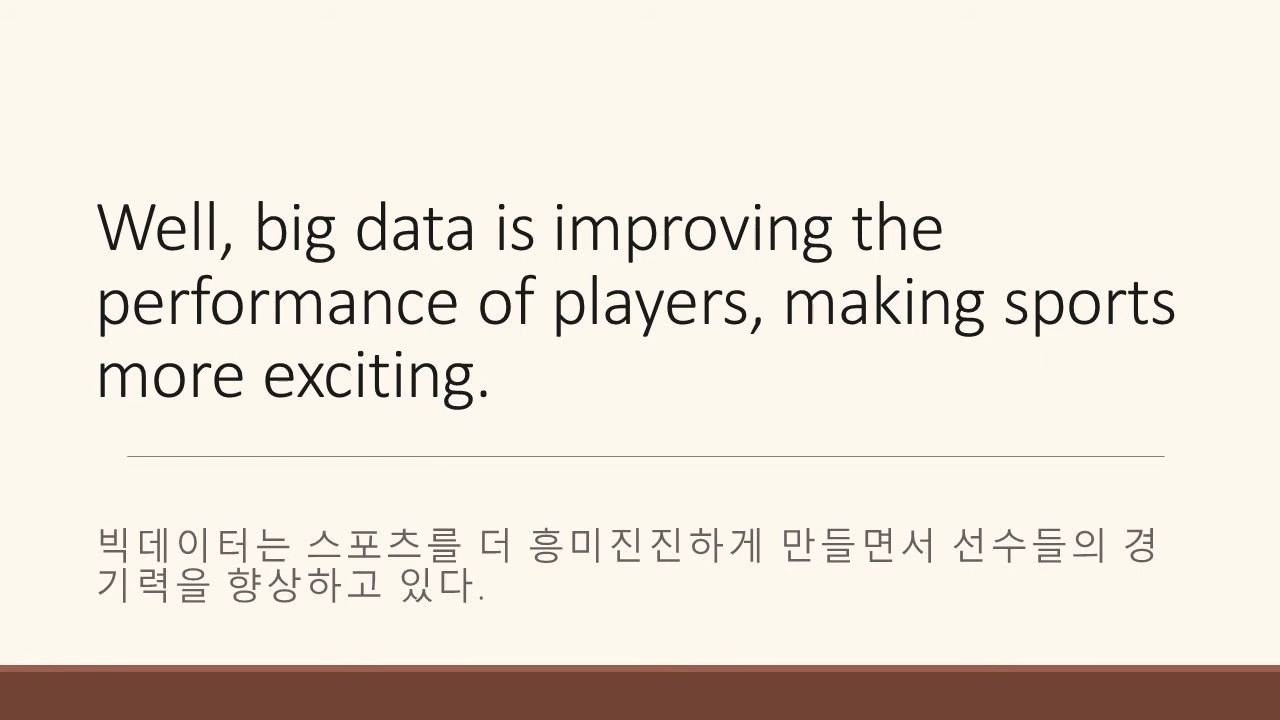 Well, big data is improving the
performance of players, making sports
more exciting.
빅데이터는 스포츠를 더 흥미진진하게 만들면서 선수들의 경
기력을 향상하고 있다.